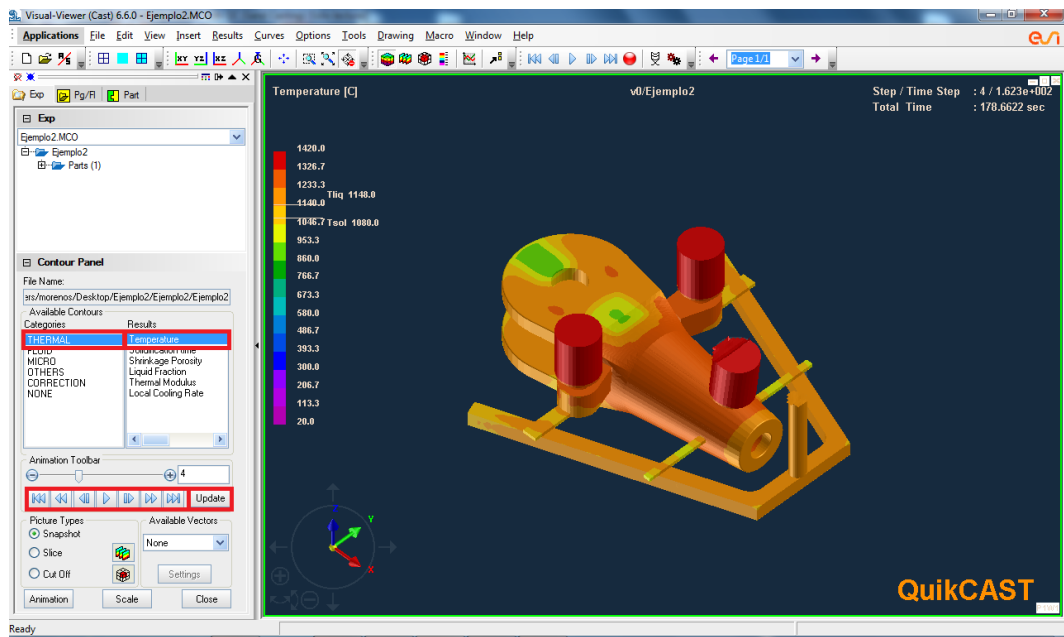 Visual-Viewer (Cast) 6.6.0 - Ejemplo2.MCO
Applications File Edit View Insert Results Curves Options Tools Drawing Macro Window Help
esi
XY YZ XZ
Page 1/1
Exp Pg/Fl Part
Exp
Ejemplo2.MCO
Ejemplo2
Parts (1)
Contour Panel
File Name:
ers/morenos/Desktop/Ejemplo2/Ejemplo2/Ejemplo2
Available Contours
Categories Results
THERMAL Temperature
FLUID Solidification time
MICRO Shrinkage Porosity
OTHERS Liquid Fraction
CORRECTION Thermal Modulus
NONE Local Cooling Rate
Animation Toolbar
4
Update
Picture Types Available Vectors
Snapshot
None
Slice
Cut Off Settings
Animation Scale Close
Ready
Temperature [C] v0/Ejemplo2 Step / Time Step : 4 / 1.623e+002
Total Time : 178.6622 sec
1420.0
1326.7
1233.3
Tliq 1148.0
1140.0
1046.7 Tsol 1080.0
953.3
860.0
766.7
673.3
580.0
486.7
393.3
300.0
206.7
113.3
20.0
Y
X
QuikCAST